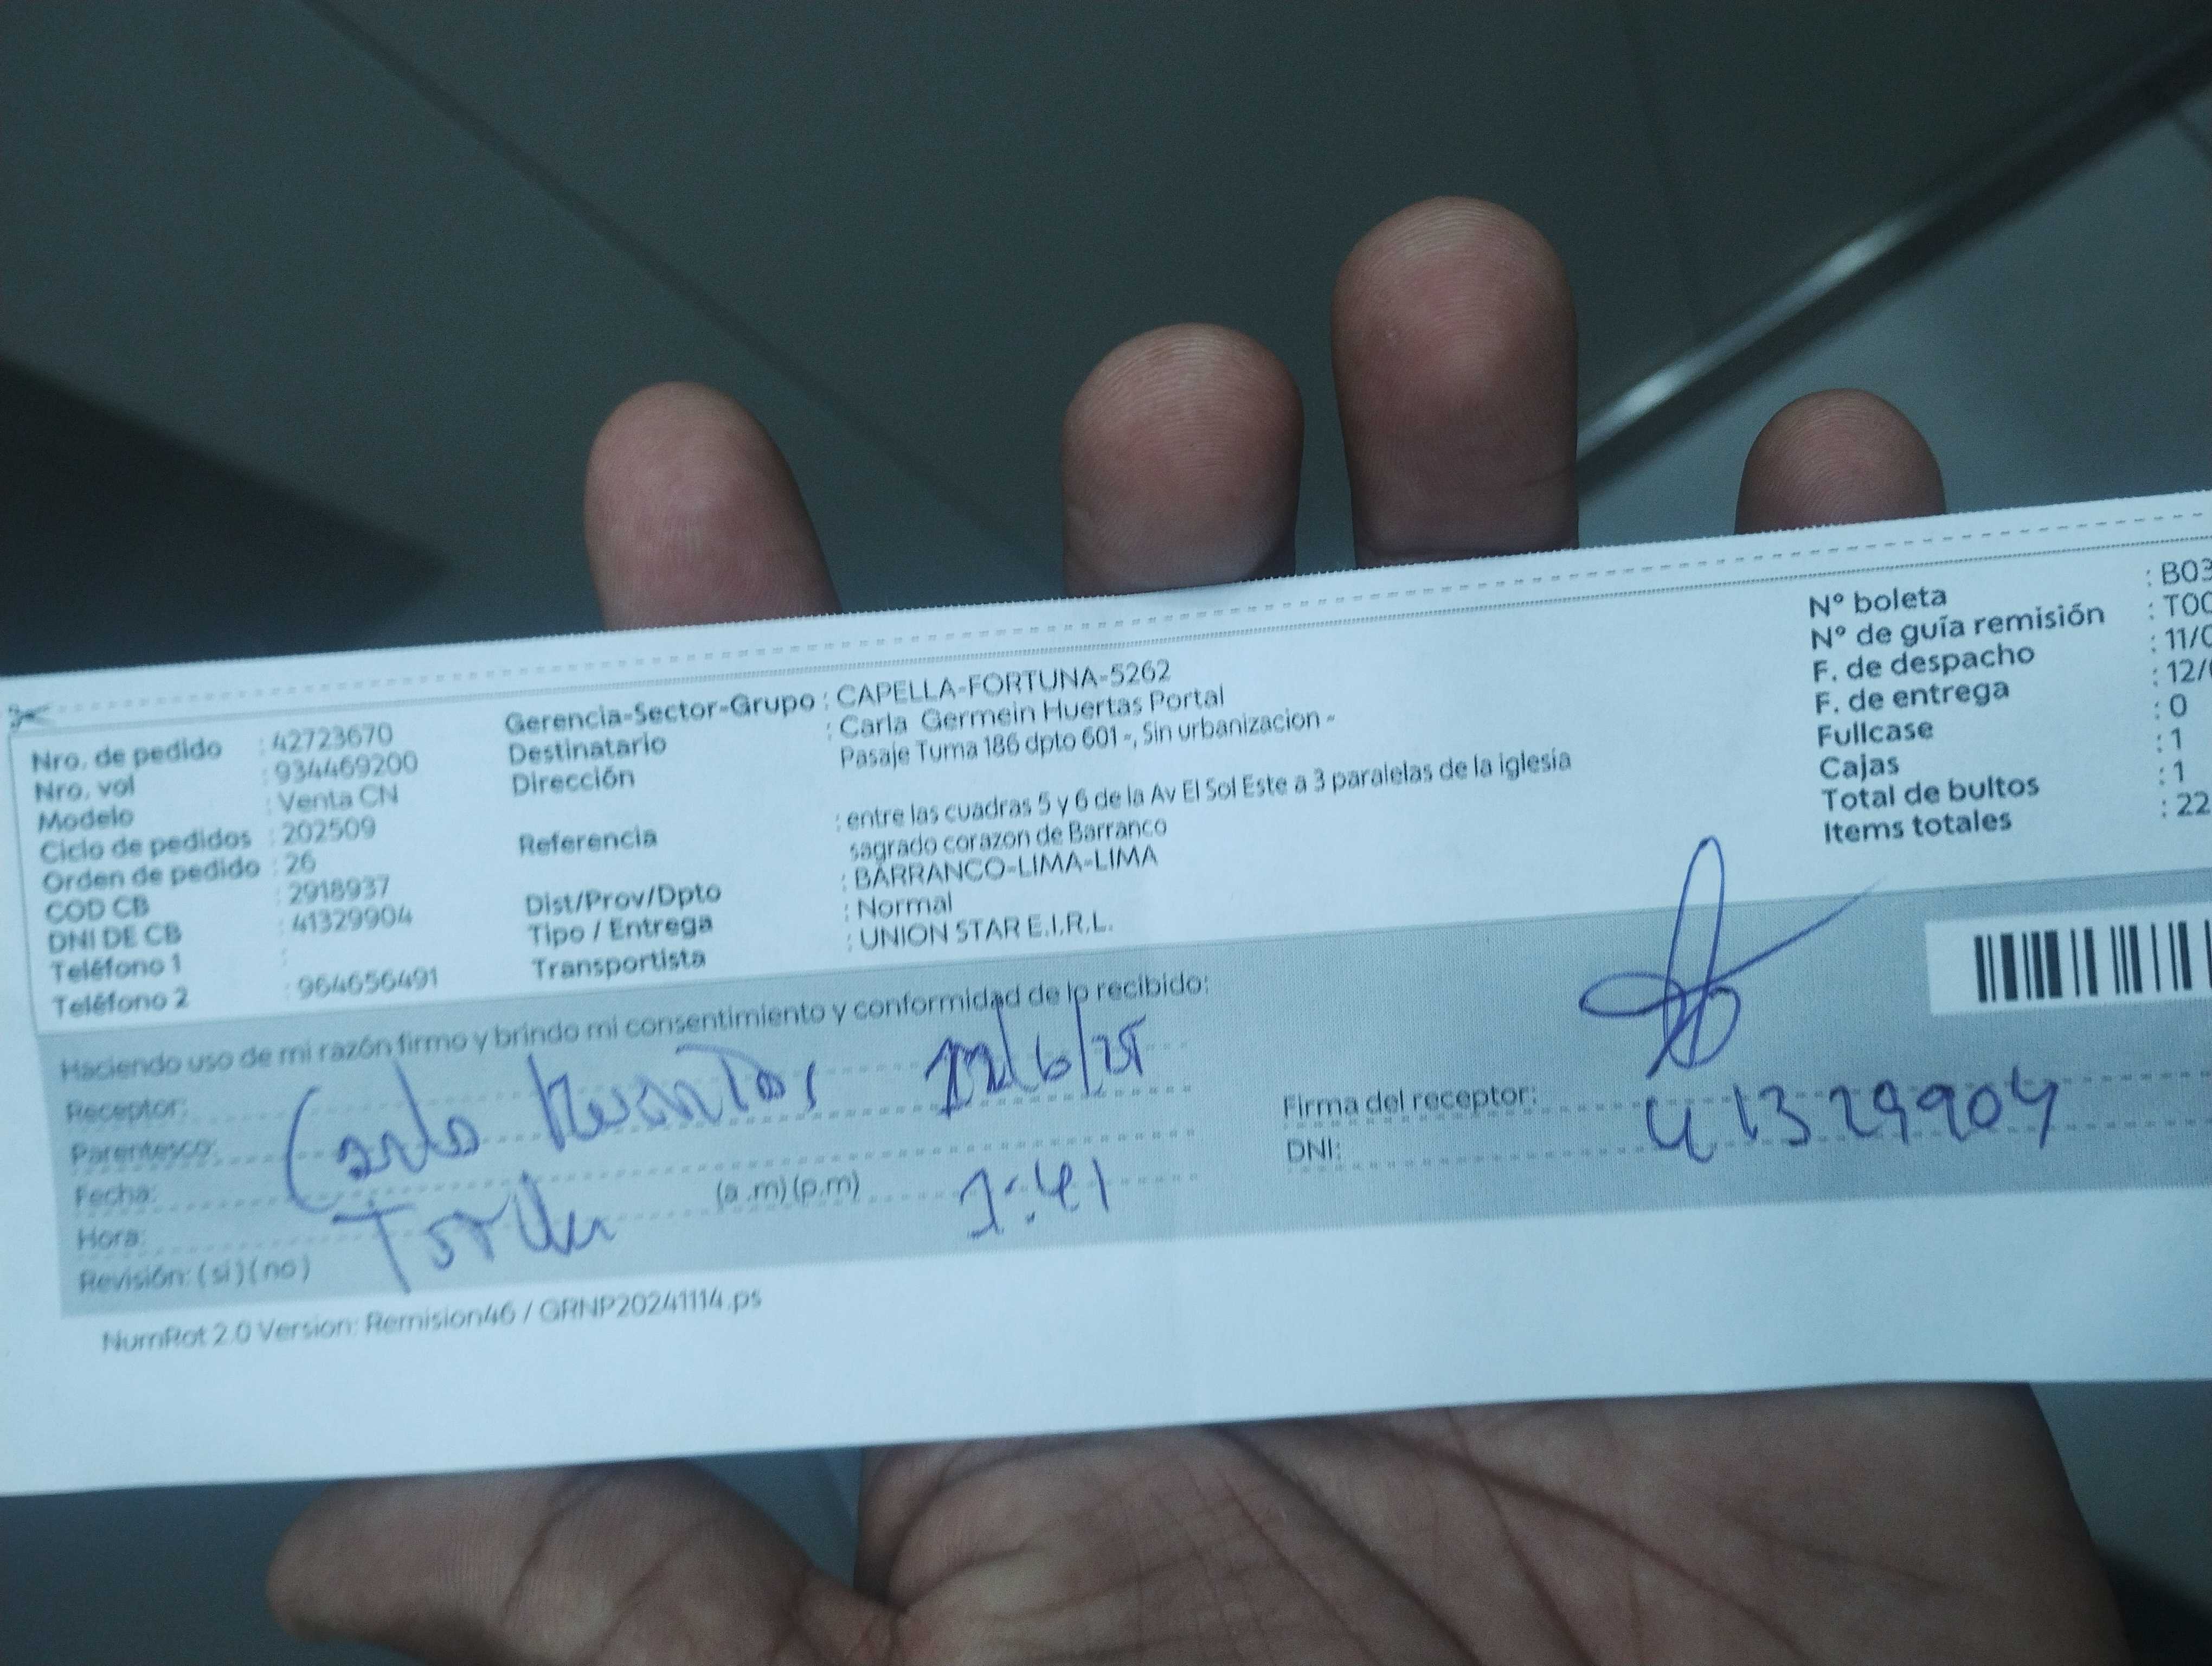 Nro. de pedido : 42723670
Nro. vol : 934469200
Modelo : Venta CN
Ciclo de pedidos : 202509
Orden de pedido : 26
COD CB : 2918937
DNI DE CB : 41329904
Teléfono 1 :
Teléfono 2 : 964656491
Gerencia-Sector-Grupo : CAPELLA-FORTUNA-5262
Destinatario : Carla Germein Huertas Portal
Dirección Pasaje Tuma 186 dpto 601 -, Sin urbanizacion -
Referencia : entre las cuadras 5 y 6 de la Av El Sol Este a 3 paralelas de la iglesia
sagrado corazon de Barranco
Dist/Prov/Dpto : BARRANCO-LIMA-LIMA
Tipo / Entrega : Normal
Transportista : UNION STAR E.I.R.L.
N° boleta : B03
N° de guía remisión : T00
F. de despacho : 11/0
F. de entrega : 12/
Fullcase : 0
Cajas : 1
Total de bultos : 1
Items totales : 22
Haciendo uso de mi razón firmo y brindo mi consentimiento y conformidad de lo recibido:
Receptor:
Parentesco:
Fecha:
Hora: (a .m) (p.m) 1:41
Revisión: ( si ) ( no )
Firma del receptor:
DNI: 41329904
NumRot 2.0 Version: Remision46 / GRNP20241114.ps